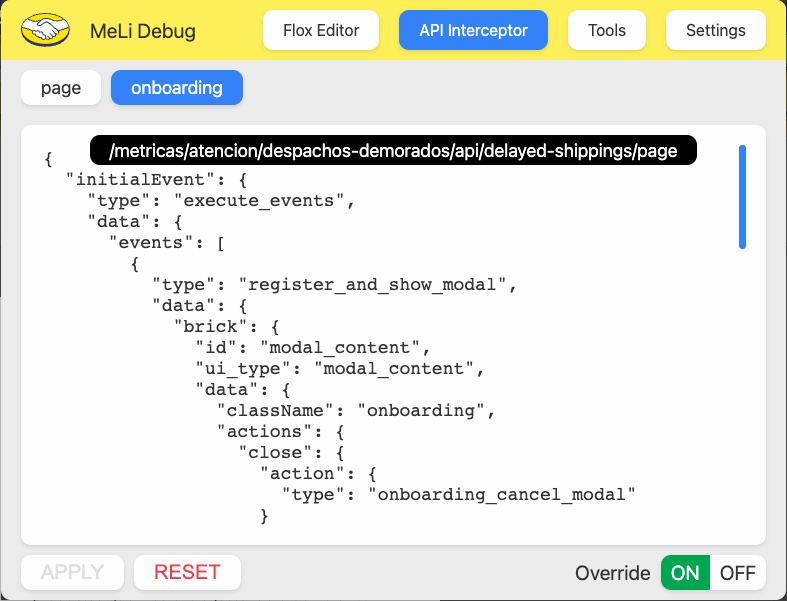 MeLi Debug
Flox Editor
API Interceptor
Tools
Settings
page
onboarding
/metricas/atencion/despachos-demorados/api/delayed-shippings/page
{
  "initialEvent": {
    "type": "execute_events",
    "data": {
      "events": [
        {
          "type": "register_and_show_modal",
          "data": {
            "brick": {
              "id": "modal_content",
              "ui_type": "modal_content",
              "data": {
                "className": "onboarding",
                "actions": {
                  "close": {
                    "action": {
                      "type": "onboarding_cancel_modal"
                    }
APPLY
RESET
Override
ON
OFF